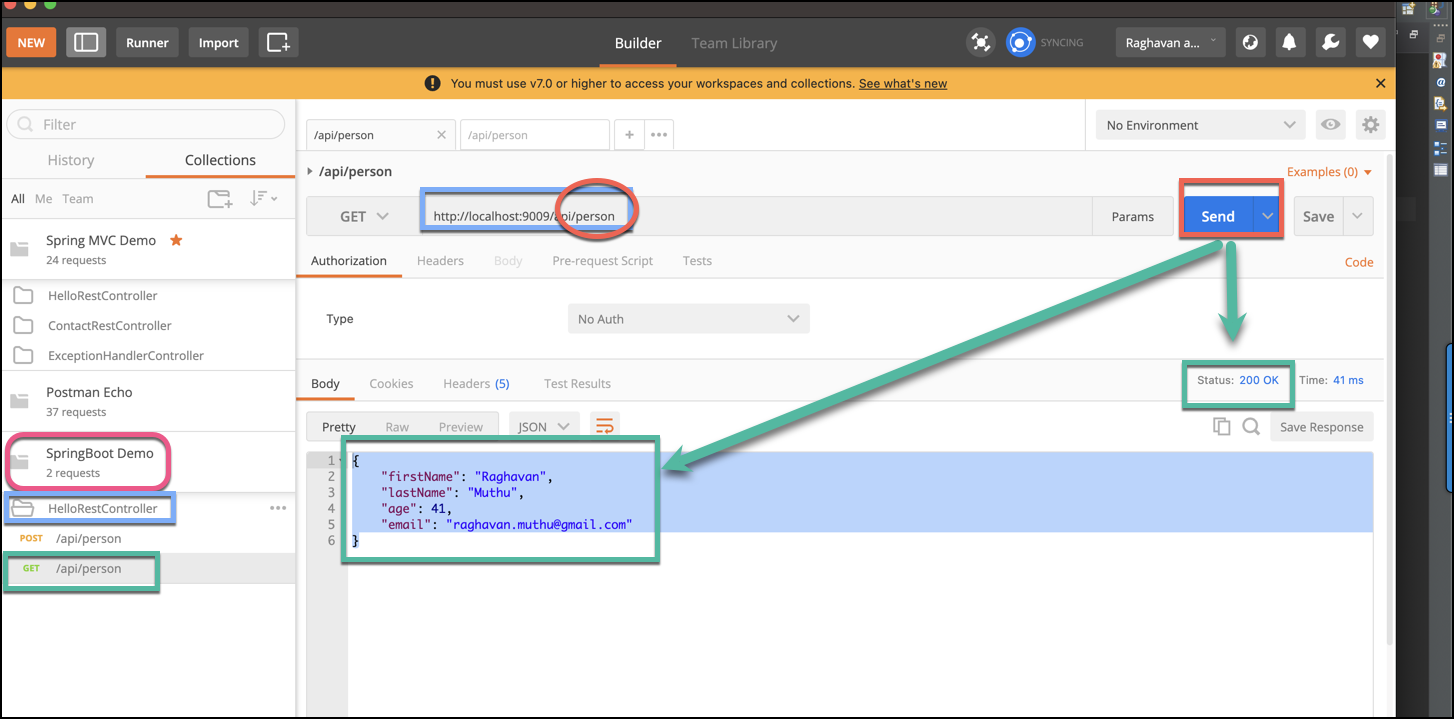 NEW Runner Import Builder Team Library SYNCING Raghavan a...
You must use v7.0 or higher to access your workspaces and collections. See what's new
Filter
History Collections
All Me Team
Spring MVC Demo
24 requests
HelloRestController
ContactRestController
ExceptionHandlerController
Postman Echo
37 requests
SpringBoot Demo
2 requests
HelloRestController
POST /api/person
GET /api/person
/api/person /api/person No Environment
/api/person Examples (0)
GET http://localhost:9009/api/person Params Send Save
Authorization Headers Body Pre-request Script Tests Code
Type No Auth
Body Cookies Headers (5) Test Results Status: 200 OK Time: 41 ms
Pretty Raw Preview JSON Save Response
1 {
2 "firstName": "Raghavan",
3 "lastName": "Muthu",
4 "age": 41,
5 "email": "raghavan.muthu@gmail.com"
6 }